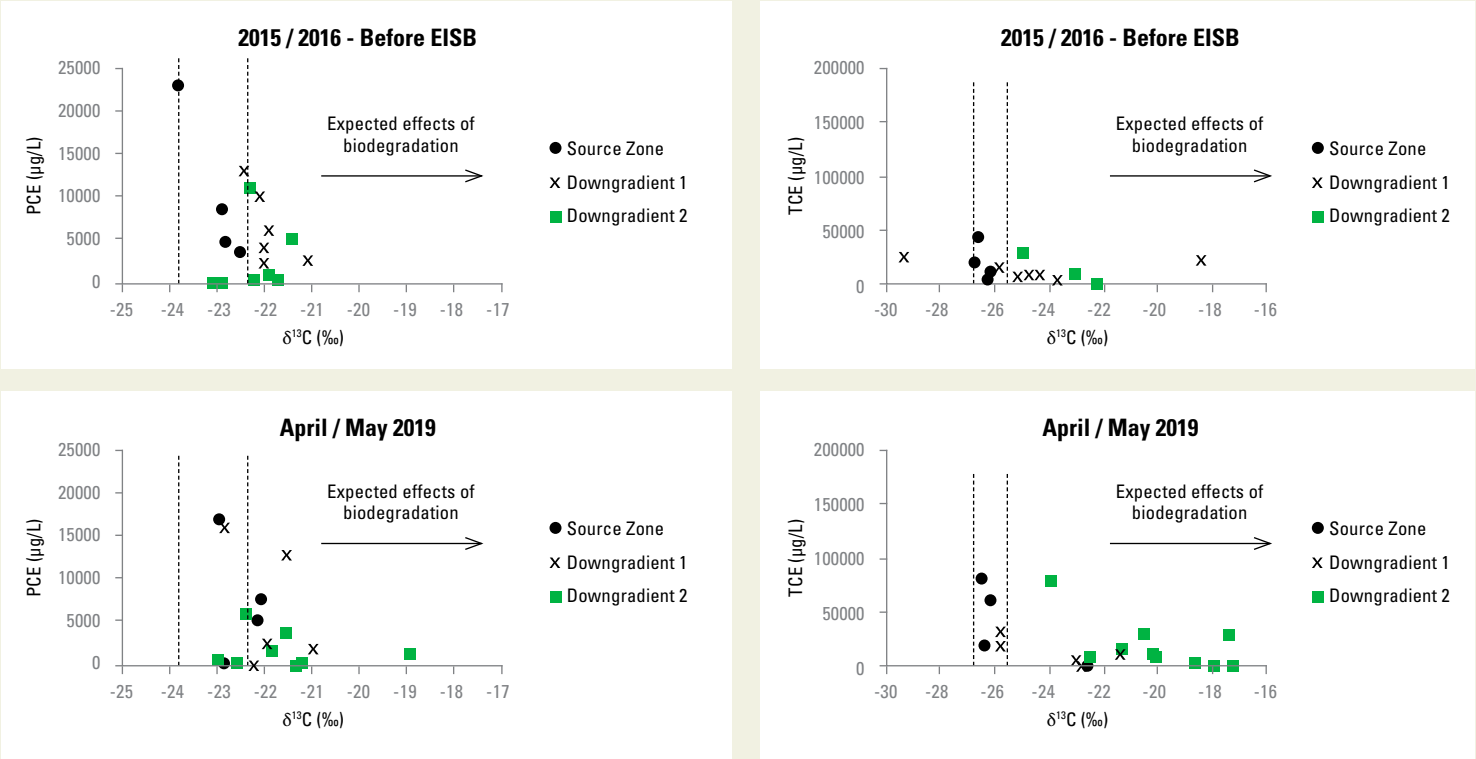 2015 / 2016 - Before EISB
25000
20000
15000
10000
5000
0
PCE (µg/L)
-25 -24 -23 -22 -21 -20 -19 -18 -17
δ¹³C (‰)
Expected effects of
biodegradation
Source Zone
Downgradient 1
Downgradient 2
2015 / 2016 - Before EISB
200000
150000
100000
50000
0
TCE (µg/L)
-30 -28 -26 -24 -22 -20 -18 -16
δ¹³C (‰)
Expected effects of
biodegradation
Source Zone
Downgradient 1
Downgradient 2
April / May 2019
25000
20000
15000
10000
5000
0
PCE (µg/L)
-25 -24 -23 -22 -21 -20 -19 -18 -17
δ¹³C (‰)
Expected effects of
biodegradation
Source Zone
Downgradient 1
Downgradient 2
April / May 2019
200000
150000
100000
50000
0
TCE (µg/L)
-30 -28 -26 -24 -22 -20 -18 -16
δ¹³C (‰)
Expected effects of
biodegradation
Source Zone
Downgradient 1
Downgradient 2